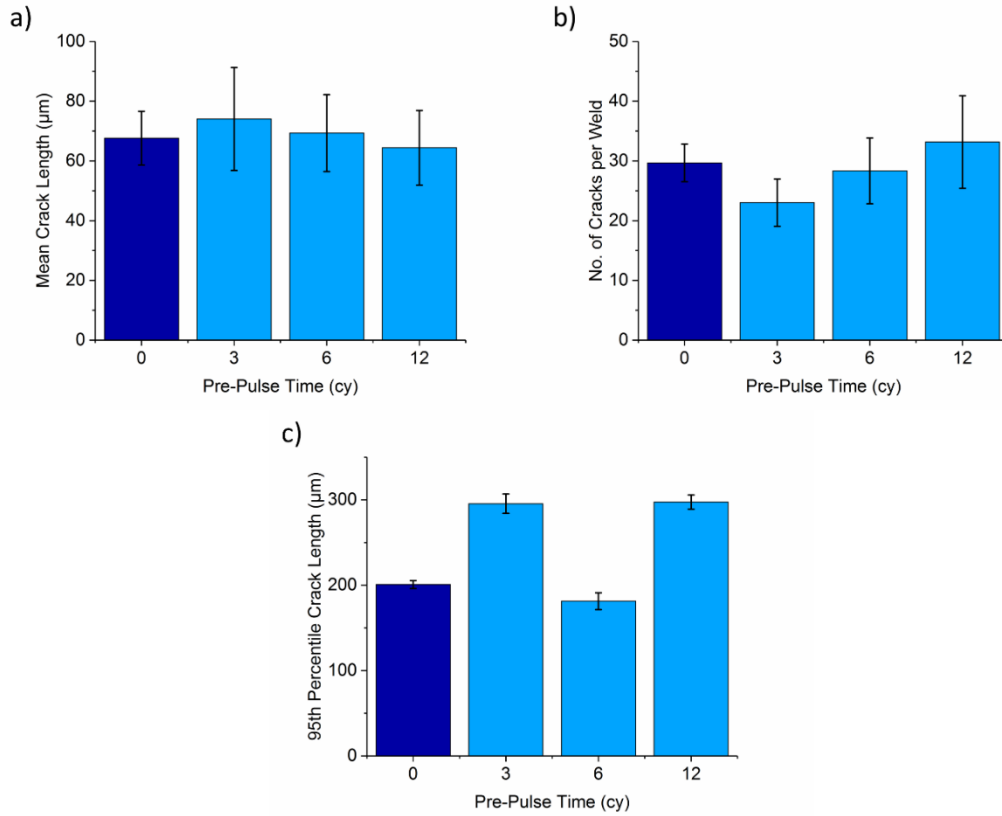 a)
Mean Crack Length (µm)
100
80
60
40
20
0
0 3 6 12
Pre-Pulse Time (cy)
b)
No. of Cracks per Weld
50
40
30
20
10
0
0 3 6 12
Pre-Pulse Time (cy)
c)
95th Percentile Crack Length (µm)
300
200
100
0
0 3 6 12
Pre-Pulse Time (cy)